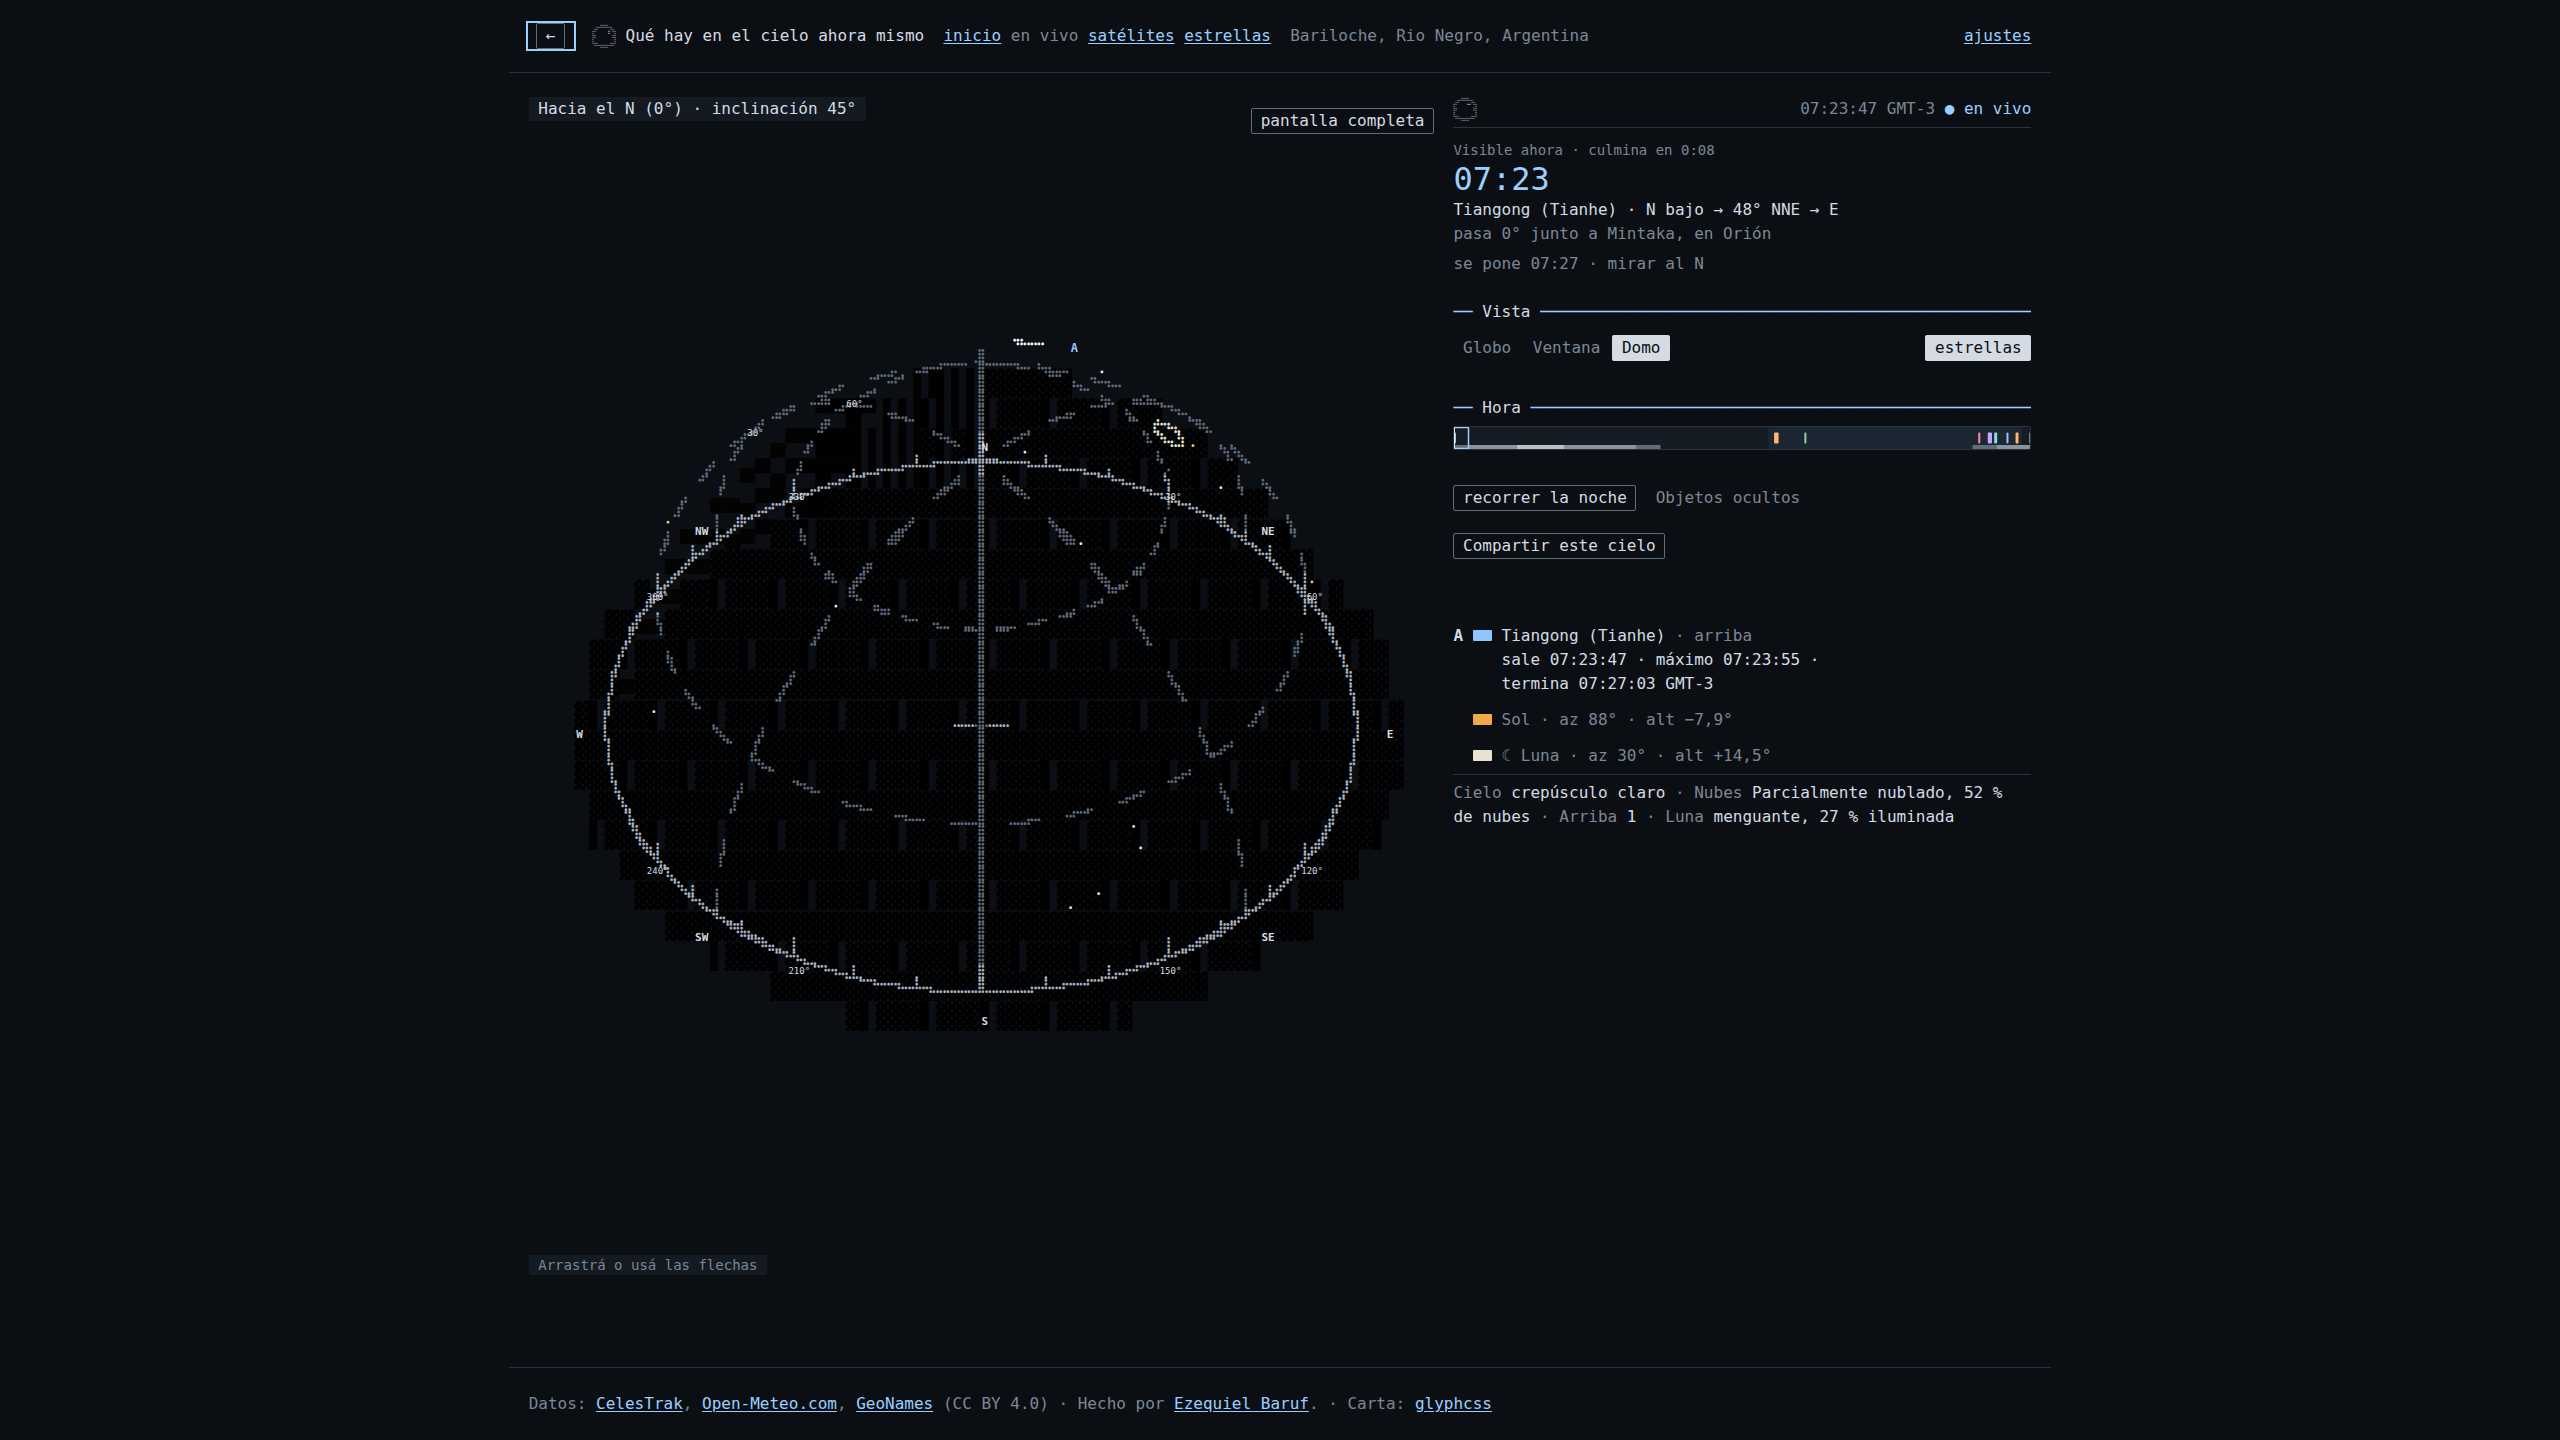 ← Qué hay en el cielo ahora mismo inicio en vivo satélites estrellas Bariloche, Rio Negro, Argentina ajustes
Hacia el N (0°) · inclinación 45°
pantalla completa
A
60°
30°
N
330°
30°
NW
NE
300°
60°
W
E
240°
120°
SW
SE
210°
150°
S
Arrastrá o usá las flechas
07:23:47 GMT-3 ● en vivo
Visible ahora · culmina en 0:08
07:23
Tiangong (Tianhe) · N bajo → 48° NNE → E
pasa 0° junto a Mintaka, en Orión
se pone 07:27 · mirar al N
Vista
Globo Ventana Domo estrellas
Hora
recorrer la noche Objetos ocultos
Compartir este cielo
A Tiangong (Tianhe) · arriba
sale 07:23:47 · máximo 07:23:55 ·
termina 07:27:03 GMT-3
Sol · az 88° · alt −7,9°
☾ Luna · az 30° · alt +14,5°
Cielo crepúsculo claro · Nubes Parcialmente nublado, 52 %
de nubes · Arriba 1 · Luna menguante, 27 % iluminada
Datos: CelesTrak, Open-Meteo.com, GeoNames (CC BY 4.0) · Hecho por Ezequiel Baruf. · Carta: glyphcss